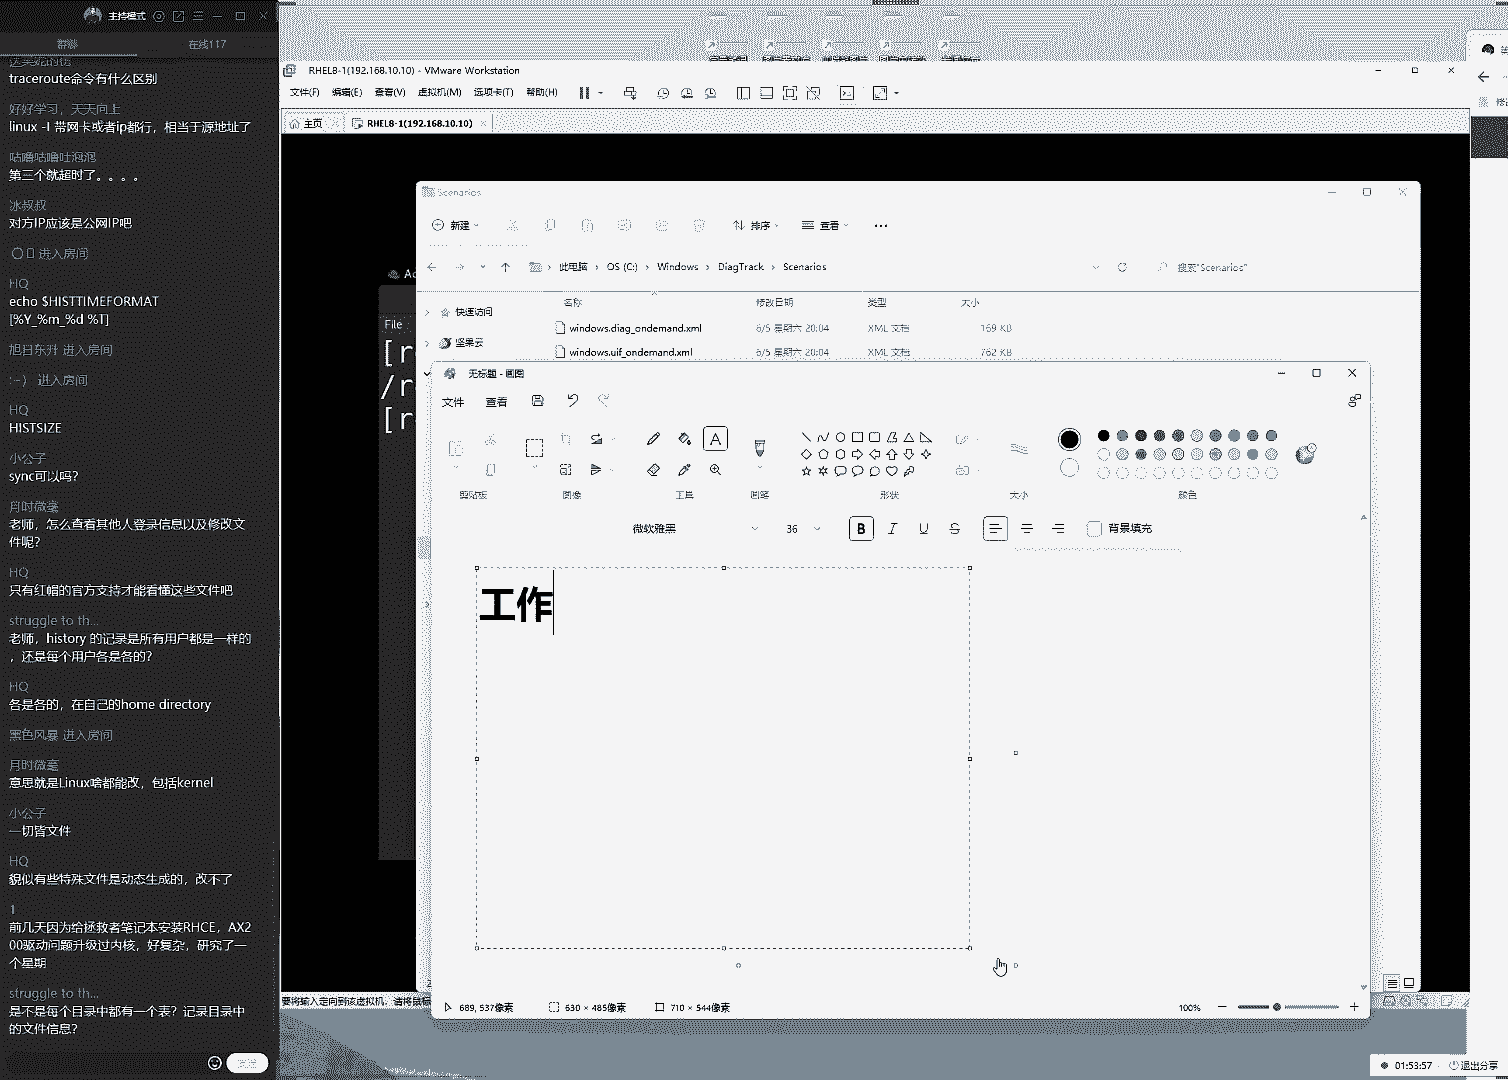 主持模式
群聊
在线117
traceroute命令有什么区别
好好学习，天天向上
linux -I 带网卡或者ip都行，相当于源地址了
咕噜咕噜吐泡泡
第三个就超时了。。。。
冰叔叔
对方IP应该是公网IP吧
进入房间
HQ
echo $HISTTIMEFORMAT
[%Y_%m_%d %T]
旭日东升 进入房间
:-） 进入房间
HQ
HISTSIZE
小公子
sync可以吗?
月时微毫
老师，怎么查看其他人登录信息以及修改文
件呢?
HQ
只有红帽的官方支持才能看懂这些文件吧
struggle to th...
老师，history 的记录是所有用户都是一样的
，还是每个用户各是各的?
HQ
各是各的，在自己的home directory
黑色风暴 进入房间
月时微毫
意思就是Linux啥都能改，包括kernel
小公子
一切皆文件
HQ
貌似有些特殊文件是动态生成的，改不了
1
前几天因为给拯救者笔记本安装RHCE，AX2
00驱动问题升级过内核，好复杂，研究了一
个星期
struggle to th...
是不是每个目录中都有一个表？记录目录中
的文件信息?
RHEL8-1(192.168.10.10) - VMware Workstation
文件(F) 编辑(E) 查看(V) 虚拟机(M) 选项卡(T) 帮助(H)
主页 RHEL8-1(192.168.10.10)
File
[r
/r
[r
Scenarios
新建 排序 查看
此电脑 OS (C:) Windows DiagTrack Scenarios
搜索"Scenarios"
名称 修改日期 类型 大小
快速访问
windows.diag_ondemand.xml 6/5 星期六 20:04 XML 文档 169 KB
坚果云
windows.uif_ondemand.xml 6/5 星期六 20:04 XML 文档 762 KB
无标题 - 画图
文件 查看
A
剪贴板 图像 工具 画笔 形状 大小 颜色
微软雅黑 36 B I U S 背景填充
工作
要将输入定向到该虚拟机，请将鼠标
689, 537像素 630 × 485像素 710 × 544像素 100%
01:53:57 退出分享